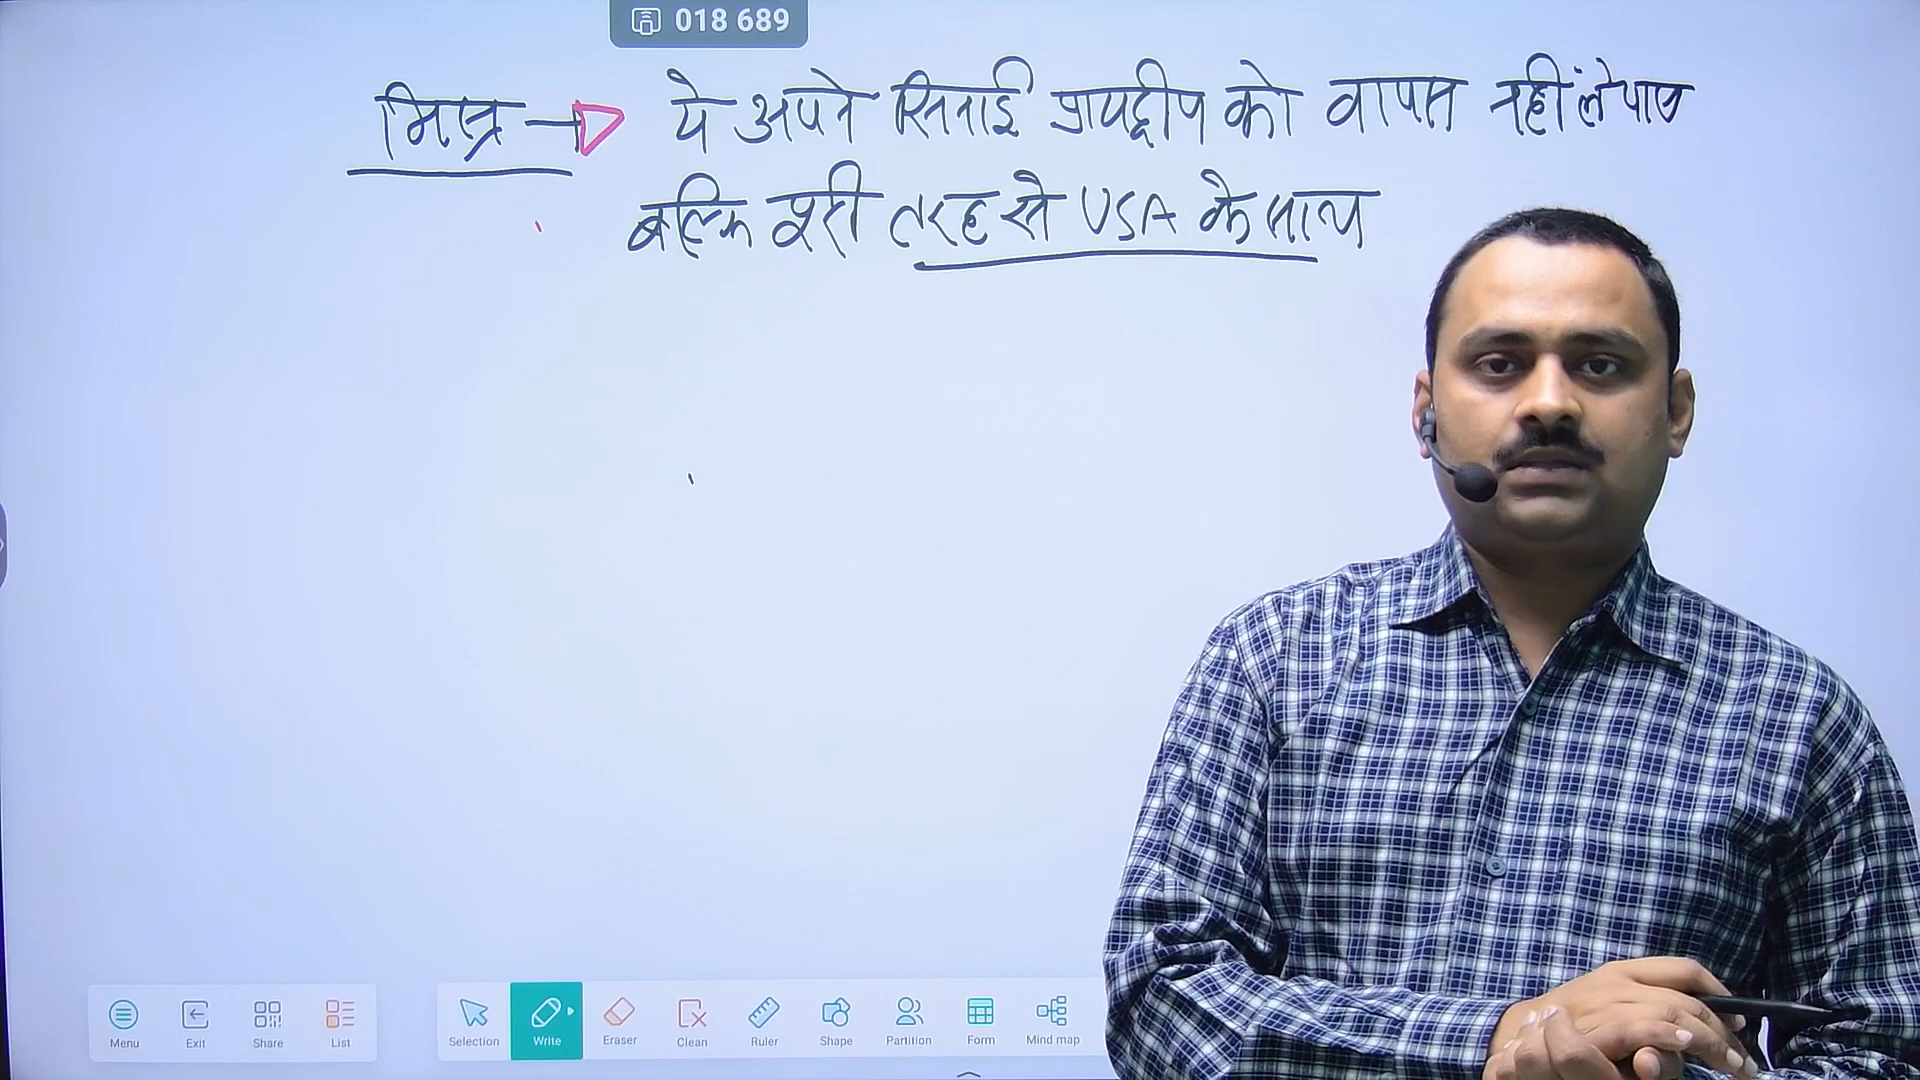 018 689
मिस्र → ये अपने सिनाई प्रायद्वीप को वापस नहीं ले पाए
बल्कि पूरी तरह से USA के साथ
Menu Exit Share List Selection Write Eraser Clean Ruler Shape Partition Form Mind map